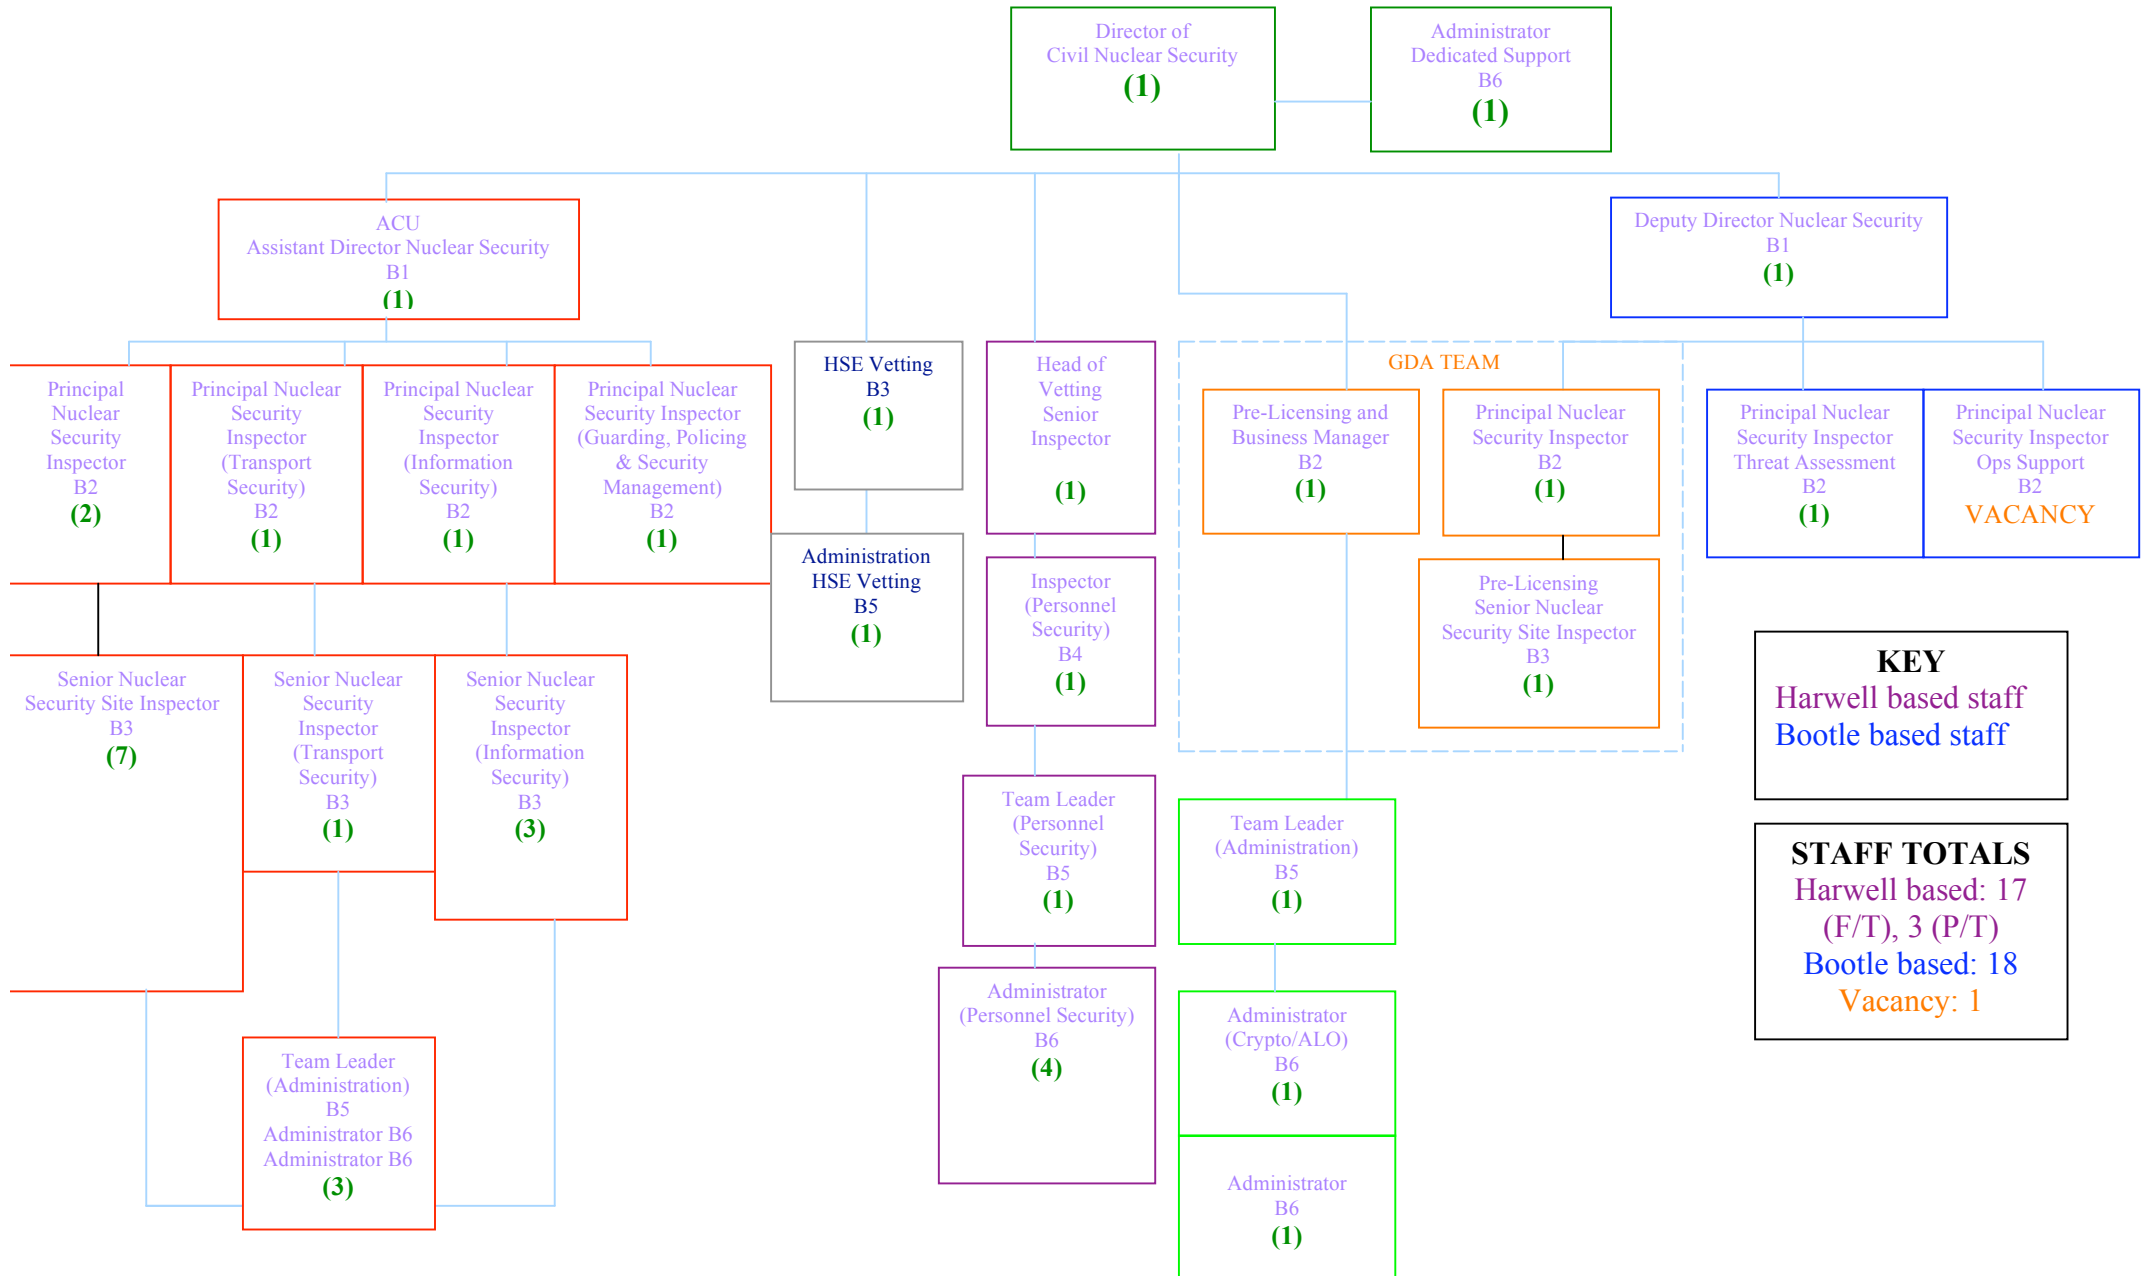 Director of
Civil Nuclear Security
(1)
Administrator
Dedicated Support
B6
(1)
ACU
Assistant Director Nuclear Security
B1
(1)
Deputy Director Nuclear Security
B1
(1)
Principal
Nuclear
Security
Inspector
B2
(2)
Principal Nuclear
Security
Inspector
(Transport
Security)
B2
(1)
Principal Nuclear
Security
Inspector
(Information
Security)
B2
(1)
Principal Nuclear
Security Inspector
(Guarding, Policing
& Security
Management)
B2
(1)
HSE Vetting
B3
(1)
Administration
HSE Vetting
B5
(1)
Head of
Vetting
Senior
Inspector
(1)
Inspector
(Personnel
Security)
B4
(1)
Team Leader
(Personnel
Security)
B5
(1)
Administrator
(Personnel Security)
B6
(4)
GDA TEAM
Pre-Licensing and
Business Manager
B2
(1)
Principal Nuclear
Security Inspector
B2
(1)
Pre-Licensing
Senior Nuclear
Security Site Inspector
B3
(1)
Principal Nuclear
Security Inspector
Threat Assessment
B2
(1)
Principal Nuclear
Security Inspector
Ops Support
B2
VACANCY
Senior Nuclear
Security Site Inspector
B3
(7)
Senior Nuclear
Security
Inspector
(Transport
Security)
B3
(1)
Senior Nuclear
Security
Inspector
(Information
Security)
B3
(3)
Team Leader
(Administration)
B5
Administrator B6
Administrator B6
(3)
Team Leader
(Administration)
B5
(1)
Administrator
(Crypto/ALO)
B6
(1)
Administrator
B6
(1)
KEY
Harwell based staff
Bootle based staff
STAFF TOTALS
Harwell based: 17
(F/T), 3 (P/T)
Bootle based: 18
Vacancy: 1